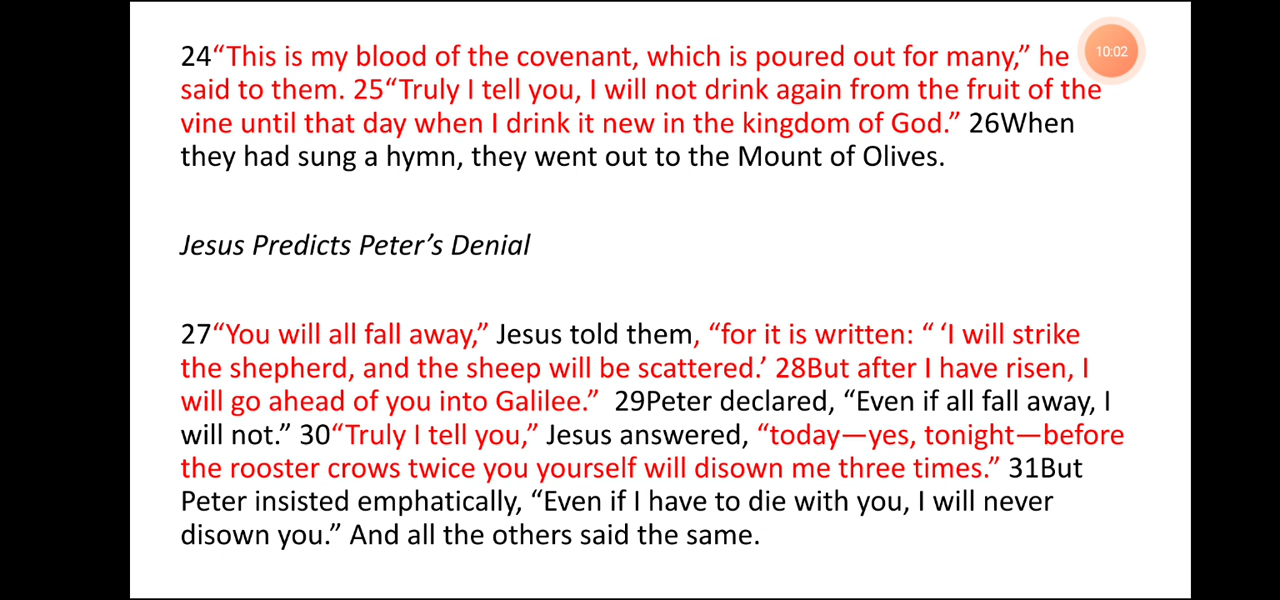 24“This is my blood of the covenant, which is poured out for many,” he
said to them. 25“Truly I tell you, I will not drink again from the fruit of the
vine until that day when I drink it new in the kingdom of God.” 26When
they had sung a hymn, they went out to the Mount of Olives.
Jesus Predicts Peter’s Denial
27“You will all fall away,” Jesus told them, “for it is written: “ ‘I will strike
the shepherd, and the sheep will be scattered.’ 28But after I have risen, I
will go ahead of you into Galilee.” 29Peter declared, “Even if all fall away, I
will not.” 30“Truly I tell you,” Jesus answered, “today—yes, tonight—before
the rooster crows twice you yourself will disown me three times.” 31But
Peter insisted emphatically, “Even if I have to die with you, I will never
disown you.” And all the others said the same.
10:02